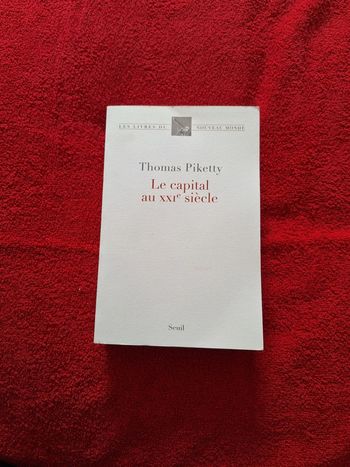 LES LIVRES DU NOUVEAU MONDE
Thomas Piketty
Le capital
au XXIe siècle
Seuil